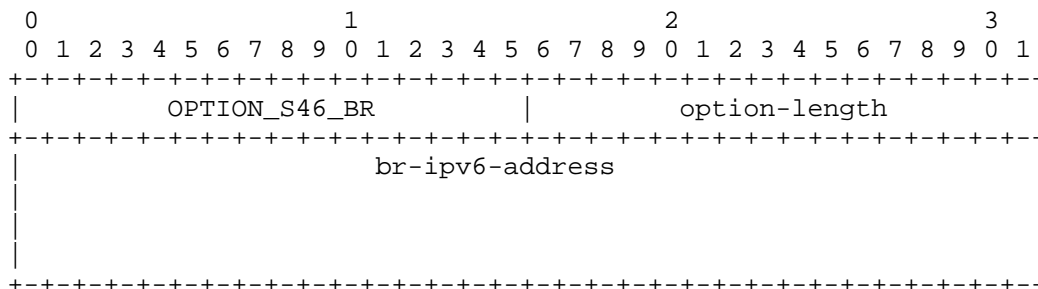 0                   1                   2                   3
 0 1 2 3 4 5 6 7 8 9 0 1 2 3 4 5 6 7 8 9 0 1 2 3 4 5 6 7 8 9 0 1
+-+-+-+-+-+-+-+-+-+-+-+-+-+-+-+-+-+-+-+-+-+-+-+-+-+-+-+-+-+-+-+--
|         OPTION_S46_BR         |         option-length
+-+-+-+-+-+-+-+-+-+-+-+-+-+-+-+-+-+-+-+-+-+-+-+-+-+-+-+-+-+-+-+--
|                      br-ipv6-address
|
|
|
+-+-+-+-+-+-+-+-+-+-+-+-+-+-+-+-+-+-+-+-+-+-+-+-+-+-+-+-+-+-+-+--